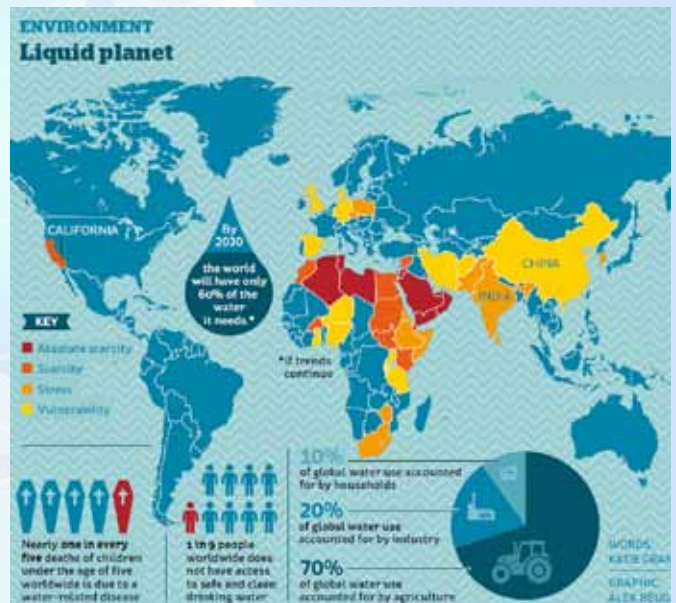 ENVIRONMENT
Liquid planet
CALIFORNIA
By
2030
the world
will have only
60% of the
water
it needs.*
CHINA
INDIA
KEY
Absolute scarcity
Scarcity
Stress
Vulnerability
*if trends
continue
Nearly one in every
five deaths of children
under the age of five
worldwide is due to a
water-related disease
1 in 9 people
worldwide does
not have access
to safe and clean
drinking water
10%
of global water use accounted
for by households
20%
of global water use
accounted for by industry
70%
of global water use
accounted for by agriculture
WORDS:
KATIE
GRAPHIC:
ALEX